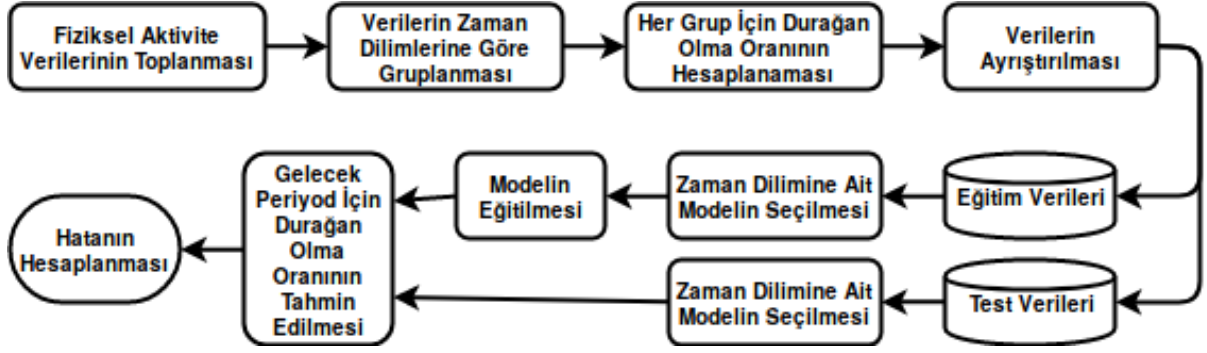 Fiziksel Aktivite
Verilerinin Toplanması
Verilerin Zaman
Dilimlerine Göre
Gruplanması
Her Grup İçin Durağan
Olma Oranının
Hesaplanaması
Verilerin
Ayrıştırılması
Eğitim Verileri
Zaman Dilimine Ait
Modelin Seçilmesi
Modelin
Eğitilmesi
Test Verileri
Zaman Dilimine Ait
Modelin Seçilmesi
Gelecek
Periyod İçin
Durağan
Olma
Oranının
Tahmin
Edilmesi
Hatanın
Hesaplanması